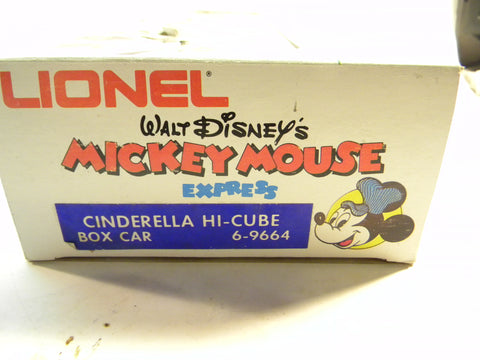 LIONEL®
WALT DISNEY'S
MICKEY MOUSE
EXPRESS
CINDERELLA HI-CUBE
BOX CAR 6-9664